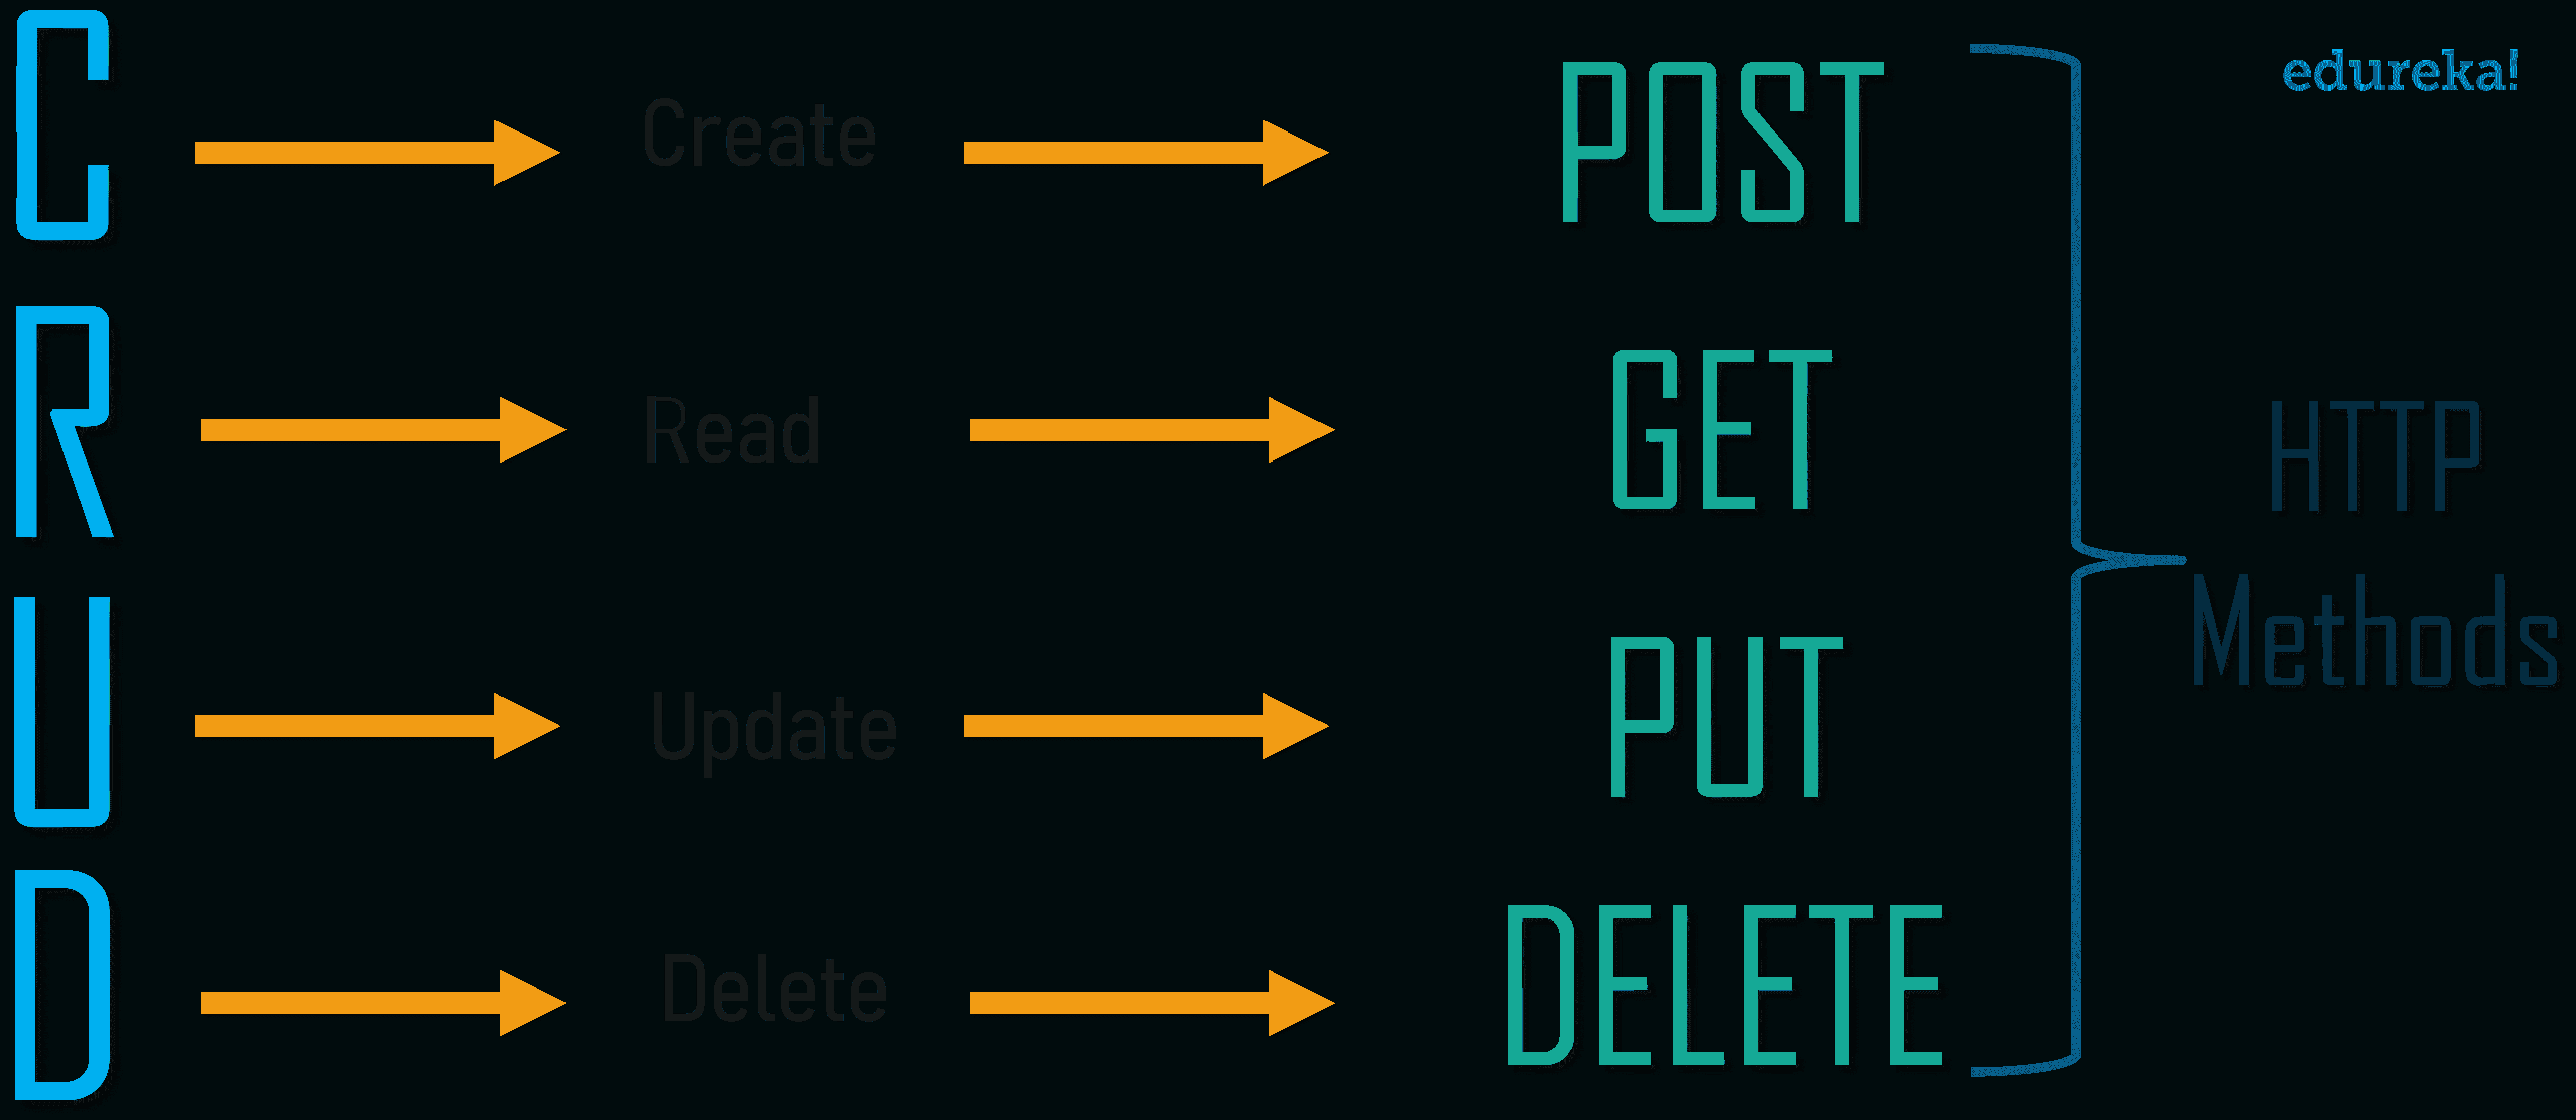 C Create POST
edureka!
R Read GET
HTTP
Methods
U Update PUT
D Delete DELETE